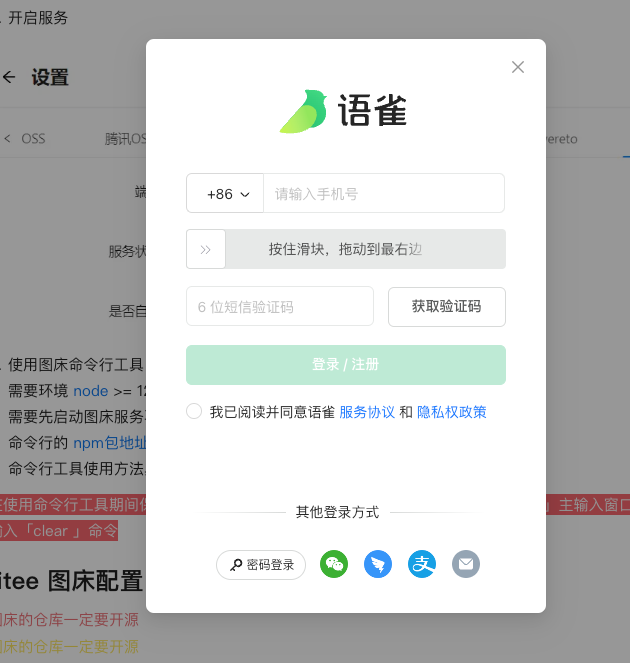 开启服务
设置
OSS
腾讯OS
vereto
语雀
+86
请输入手机号
端
按住滑块，拖动到最右边
服务状
6 位短信验证码
获取验证码
是否自
登录 / 注册
使用图床命令行工具
需要环境 node >= 12
我已阅读并同意语雀 服务协议 和 隐私权政策
需要先启动图床服务
命令行的 npm包地址
命令行工具使用方法
使用命令行工具期间
」主输入窗口
输入「clear 」命令
其他登录方式
密码登录
itee 图床配置
床的仓库一定要开源
床的仓库一定要开源